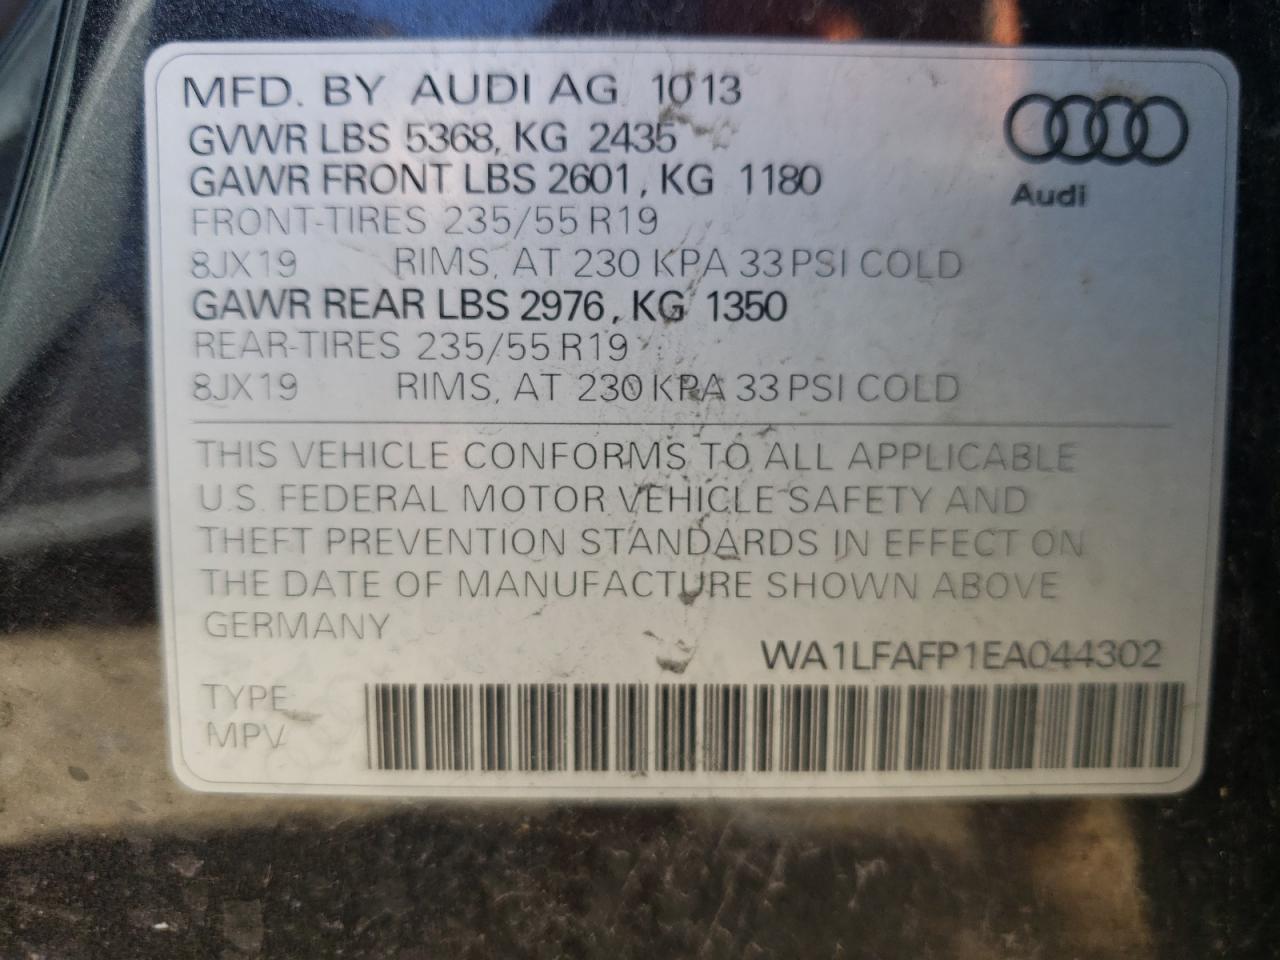 MFD. BY AUDI AG 10 13
GVWR LBS 5368, KG 2435
GAWR FRONT LBS 2601, KG 1180
FRONT-TIRES 235/55 R19
8JX19 RIMS, AT 230 KPA 33 PSI COLD
GAWR REAR LBS 2976, KG 1350
REAR-TIRES 235/55 R19
8JX19 RIMS, AT 230 KPA 33 PSI COLD
Audi
THIS VEHICLE CONFORMS TO ALL APPLICABLE
U.S. FEDERAL MOTOR VEHICLE SAFETY AND
THEFT PREVENTION STANDARDS IN EFFECT ON
THE DATE OF MANUFACTURE SHOWN ABOVE
GERMANY
WA1LFAFP1EA044302
TYPE
MPV